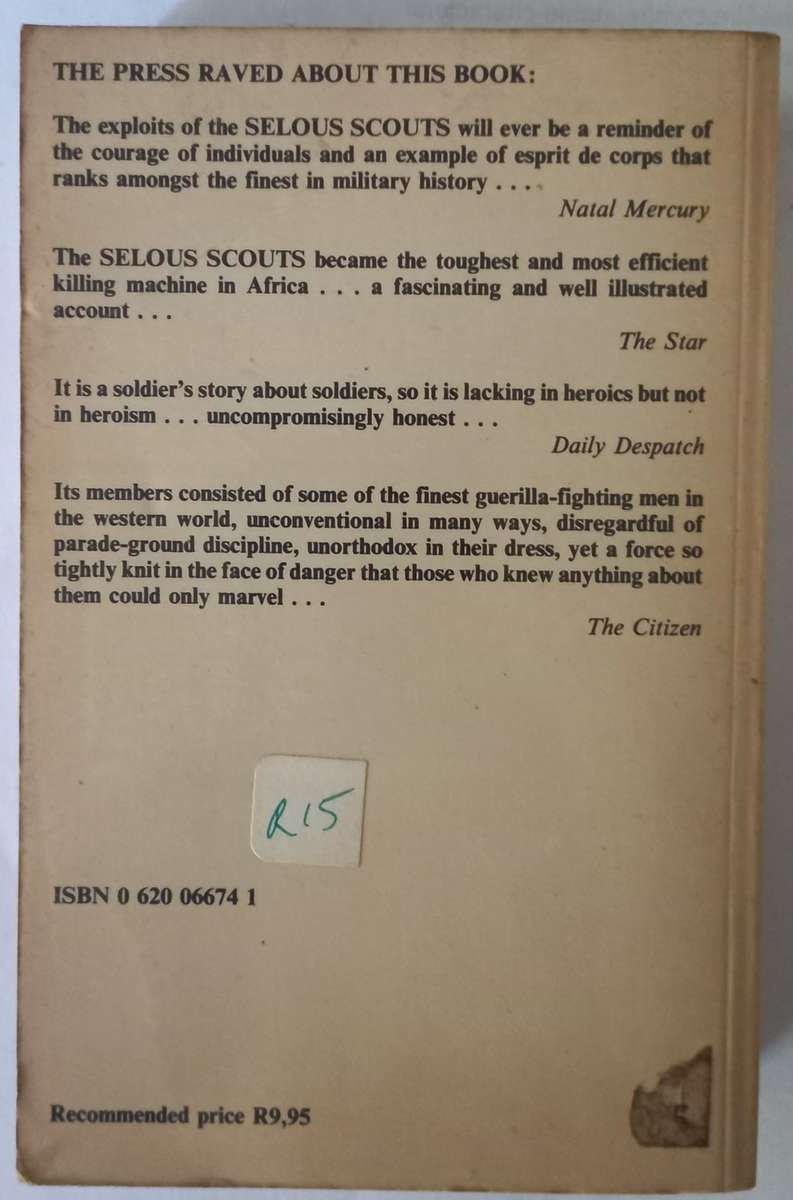 THE PRESS RAVED ABOUT THIS BOOK:
The exploits of the SELOUS SCOUTS will ever be a reminder of
the courage of individuals and an example of esprit de corps that
ranks amongst the finest in military history . . .
Natal Mercury
The SELOUS SCOUTS became the toughest and most efficient
killing machine in Africa . . . a fascinating and well illustrated
account . . .
The Star
It is a soldier's story about soldiers, so it is lacking in heroics but not
in heroism . . . uncompromisingly honest . . .
Daily Despatch
Its members consisted of some of the finest guerilla-fighting men in
the western world, unconventional in many ways, disregardful of
parade-ground discipline, unorthodox in their dress, yet a force so
tightly knit in the face of danger that those who knew anything about
them could only marvel . . .
The Citizen
R15
ISBN 0 620 06674 1
Recommended price R9,95